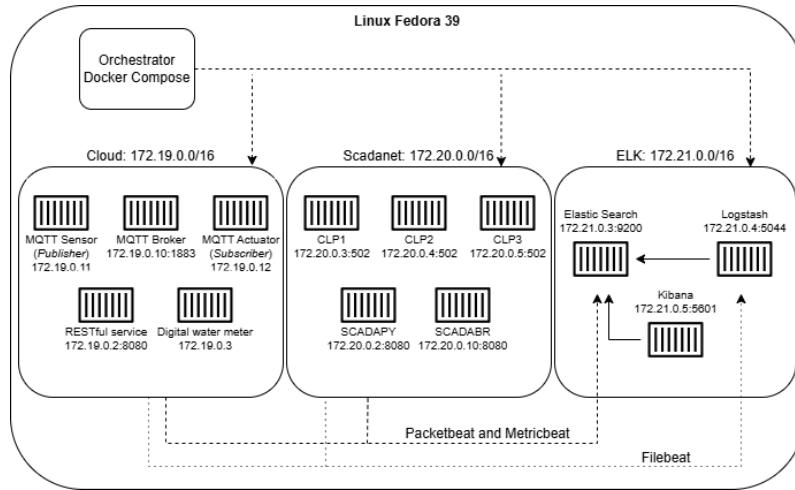 Linux Fedora 39
Orchestrator
Docker Compose
Cloud: 172.19.0.0/16
MQTT Sensor
(Publisher)
172.19.0.11
MQTT Broker
172.19.0.10:1883
MQTT Actuator
(Subscriber)
172.19.0.12
RESTful service
172.19.0.2:8080
Digital water meter
172.19.0.3
Scadanet: 172.20.0.0/16
CLP1
172.20.0.3:502
CLP2
172.20.0.4:502
CLP3
172.20.0.5:502
SCADAPY
172.20.0.2:8080
SCADABR
172.20.0.10:8080
ELK: 172.21.0.0/16
Elastic Search
172.21.0.3:9200
Logstash
172.21.0.4:5044
Kibana
172.21.0.5:5601
Packetbeat and Metricbeat
Filebeat